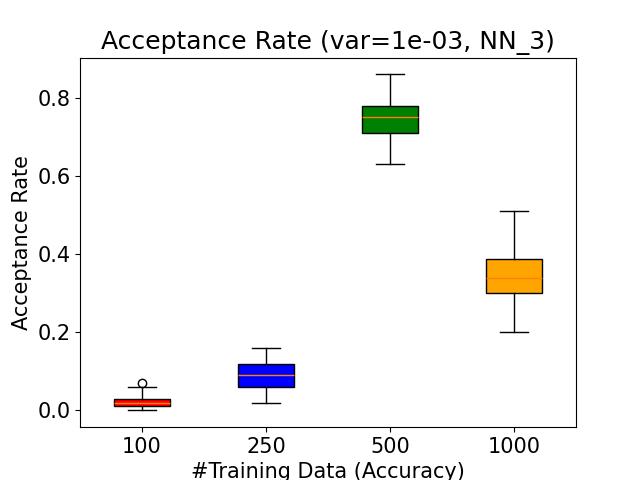 Acceptance Rate (var=1e-03, NN_3)
0.8
0.6
0.4
0.2
0.0
Acceptance Rate
100 250 500 1000
#Training Data (Accuracy)